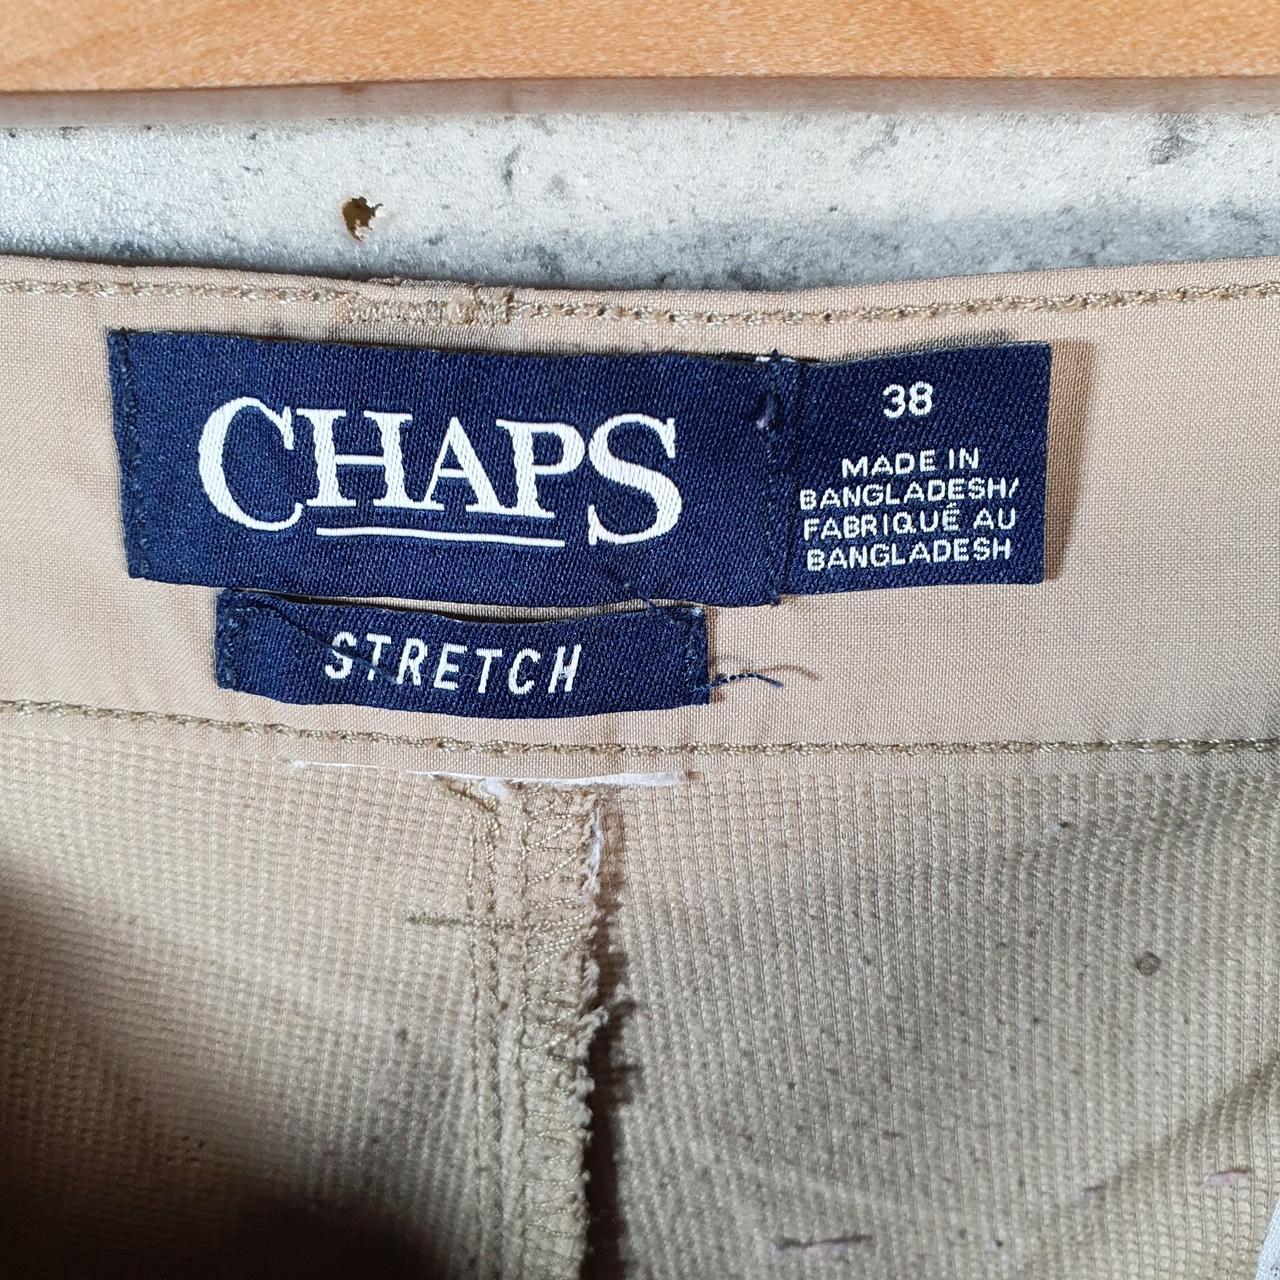 CHAPS
38
MADE IN
BANGLADESH/
FABRIQUÉ AU
BANGLADESH
STRETCH